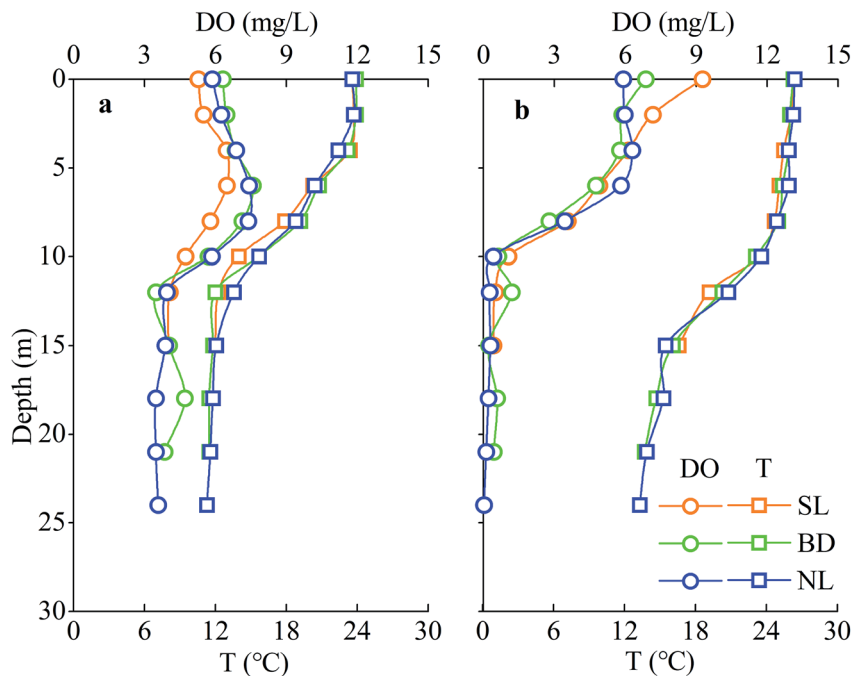 DO (mg/L) DO (mg/L)
0 3 6 9 12 15 0 3 6 9 12 15
0
5
10
15
20
25
30
Depth (m)
a b
DO T
SL
BD
NL
0 6 12 18 24 30 0 6 12 18 24 30
T (℃) T (℃)